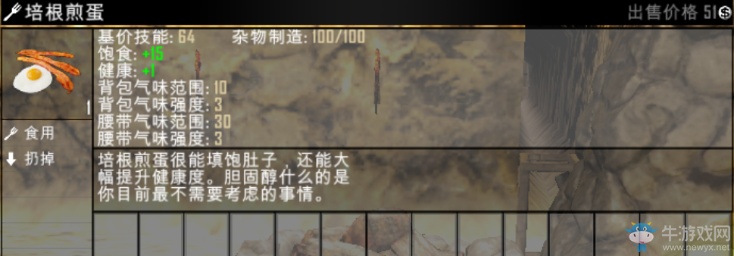 培根煎蛋
出售价格 51
基价技能: 64 杂物制造: 100/100
饱食: +15
健康: +1
背包气味范围: 10
背包气味强度: 3
腰带气味范围: 30
腰带气味强度: 3
1
食用
扔掉
培根煎蛋很能填饱肚子，还能大
幅提升健康度。胆固醇什么的是
你目前最不需要考虑的事情。
牛游戏网
www.newyx.net